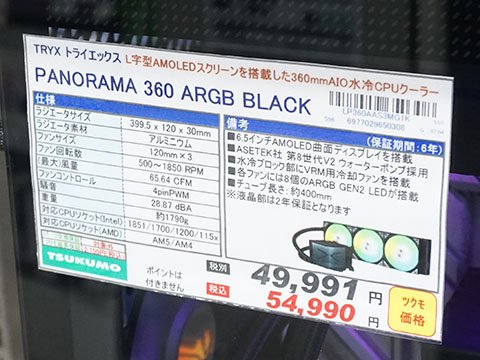 TRYX トライエックス L字型AMOLEDスクリーンを搭載した360mmAIO水冷CPUクーラー
PANORAMA 360 ARGB BLACK
LP360AAS3MG1K
6977029650308
仕様
ラジエータサイズ 399.5 x 120 x 30mm
ラジエータ素材 アルミニウム
ファンサイズ 120mm×3
ファン回転数 500〜1850 RPM
(最大)風量 65.64 CFM
ファンコントロール 4pinPWM
騒音 28.87 dBA
重量 約1790g
対応CPUソケット(Intel) 1851/1700/1200/115x
対応CPUソケット(AMD) AM5/AM4
備考 (保証期間:6年)
■6.5インチAMOLED曲面ディスプレイを搭載
■ASETEK社 第8世代V2 ウォーターポンプ採用
■水冷ブロック部にVRM用冷却ファンを搭載
■各ファンには8個のARGB GEN2 LEDが搭載
■チューブ長さ:約400mm
※液晶部は2年保証となります
対象外
TSUKUMO
ポイントは
付きません
税別 49,991円
税込 54,990円
ツクモ
価格